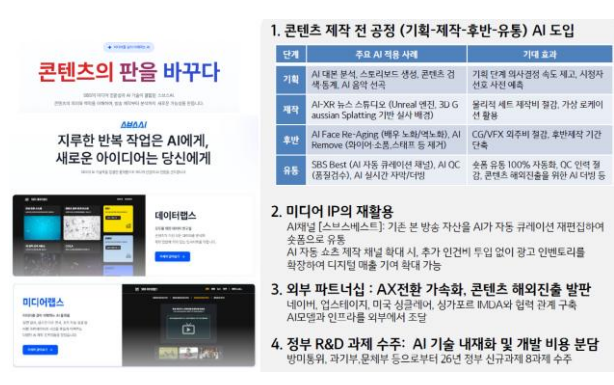 콘텐츠의 판을 바꾸다
지루한 반복 작업은 AI에게,
새로운 아이디어는 당신에게
데이터랩스
미디어랩스
1. 콘텐츠 제작 전 공정 (기획-제작-후반-유통) AI 도입
단계 주요 AI 적용 사례 기대 효과
기획 AI 대본 분석, 스토리보드 생성, 콘텐츠 검색·통계, AI 음악 선곡 기획 단계 의사결정 속도 제고, 시청자 선호 사전 예측
제작 AI-XR 뉴스 스튜디오 (Unreal 엔진, 3D Gaussian Splatting 기반 실사 배경) 물리적 세트 제작비 절감, 가상 로케이션 활용
후반 AI Face Re-Aging (배우 노화/역노화), AI Remove (와이어·소품,스태프 등 제거) CG/VFX 외주비 절감, 후반제작 기간 단축
유통 SBS Best (AI 자동 큐레이션 채널), AI QC (품질검수), AI 실시간 자막/더빙 숏폼 유통 100% 자동화, QC 인력 절감, 콘텐츠 해외진출을 위한 AI 더빙 등
2. 미디어 IP의 재활용
AI채널 [스브스베스트]: 기존 본 방송 자산을 AI가 자동 큐레이션 재편집하여
숏폼으로 유통
AI 자동 쇼츠 제작 채널 확대 시, 추가 인건비 투입 없이 광고 인벤토리를
확장하여 디지털 매출 기여 확대 가능
3. 외부 파트너십 : AX전환 가속화, 콘텐츠 해외진출 발판
네이버, 업스테이지, 미국 싱클레어, 싱가포르 IMDA와 협력 관계 구축
AI모델과 인프라를 외부에서 조달
4. 정부 R&D 과제 수주: AI 기술 내재화 및 개발 비용 분담
방미통위, 과기부,문체부 등으로부터 26년 정부 신규과제 8과제 수주